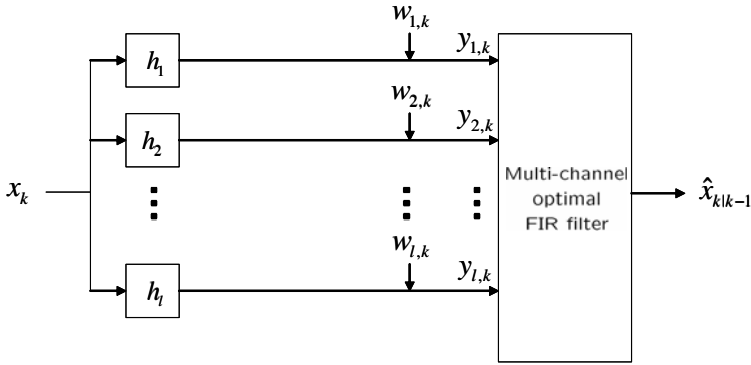 w₁,ₖ
h₁
y₁,ₖ
w₂,ₖ
h₂
y₂,ₖ
xₖ
Multi-channel
optimal
FIR filter
x̂ₖ|ₖ₋₁
wₗ,ₖ
hₗ
yₗ,ₖ